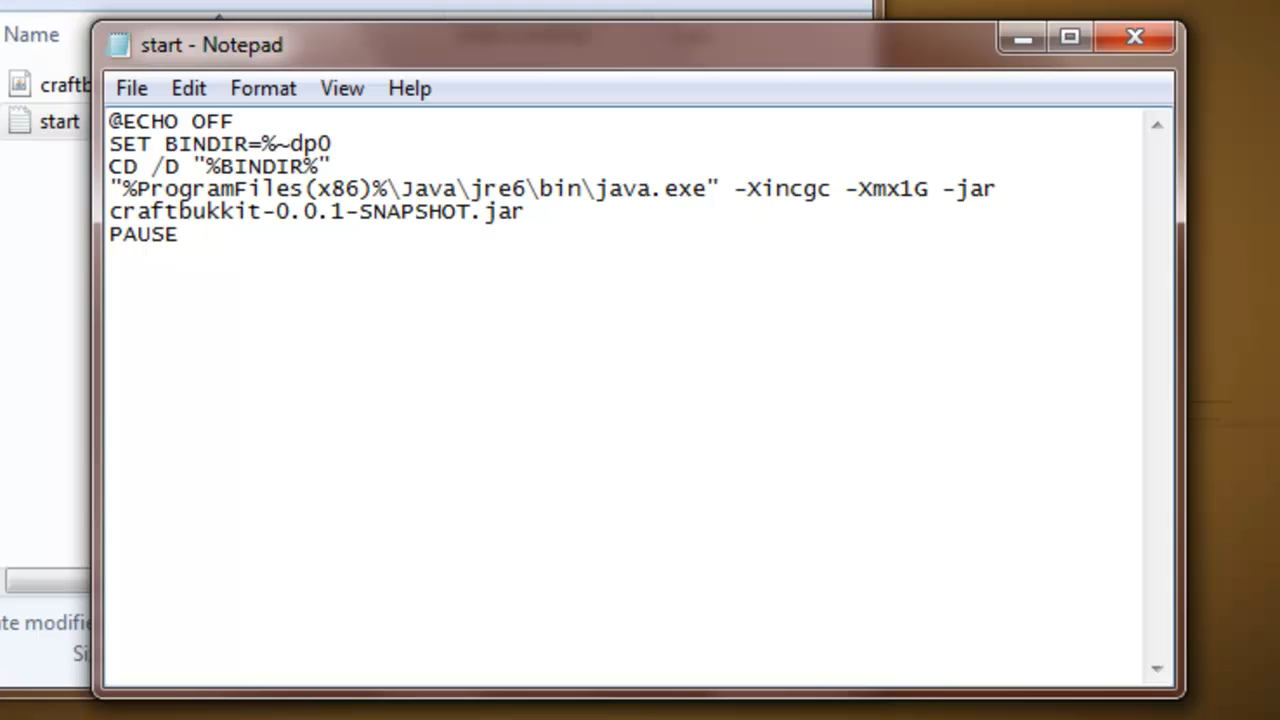 Name
craftb
start
ate modifie
Si
start - Notepad
File Edit Format View Help
@ECHO OFF
SET BINDIR=%~dp0
CD /D "%BINDIR%"
"%ProgramFiles(x86)%\Java\jre6\bin\java.exe" -Xincgc -Xmx1G -jar
craftbukkit-0.0.1-SNAPSHOT.jar
PAUSE